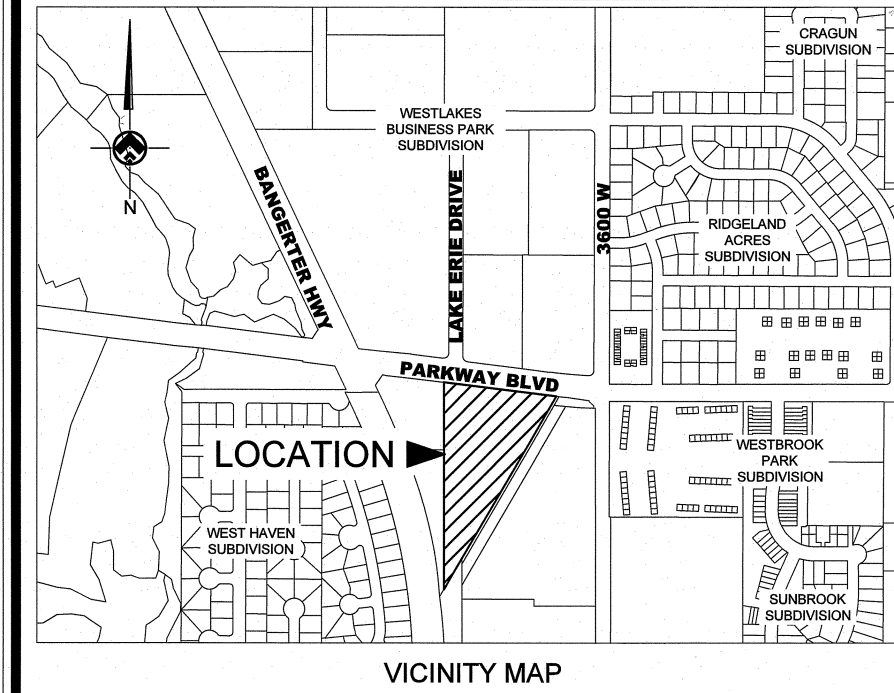 CRAGUN
SUBDIVISION
WESTLAKES
BUSINESS PARK
SUBDIVISION
N
BANGERTER HWY
LAKE ERIE DRIVE
3600 W
RIDGELAND
ACRES
SUBDIVISION
PARKWAY BLVD
LOCATION
WESTBROOK
PARK
SUBDIVISION
WEST HAVEN
SUBDIVISION
SUNBROOK
SUBDIVISION
VICINITY MAP